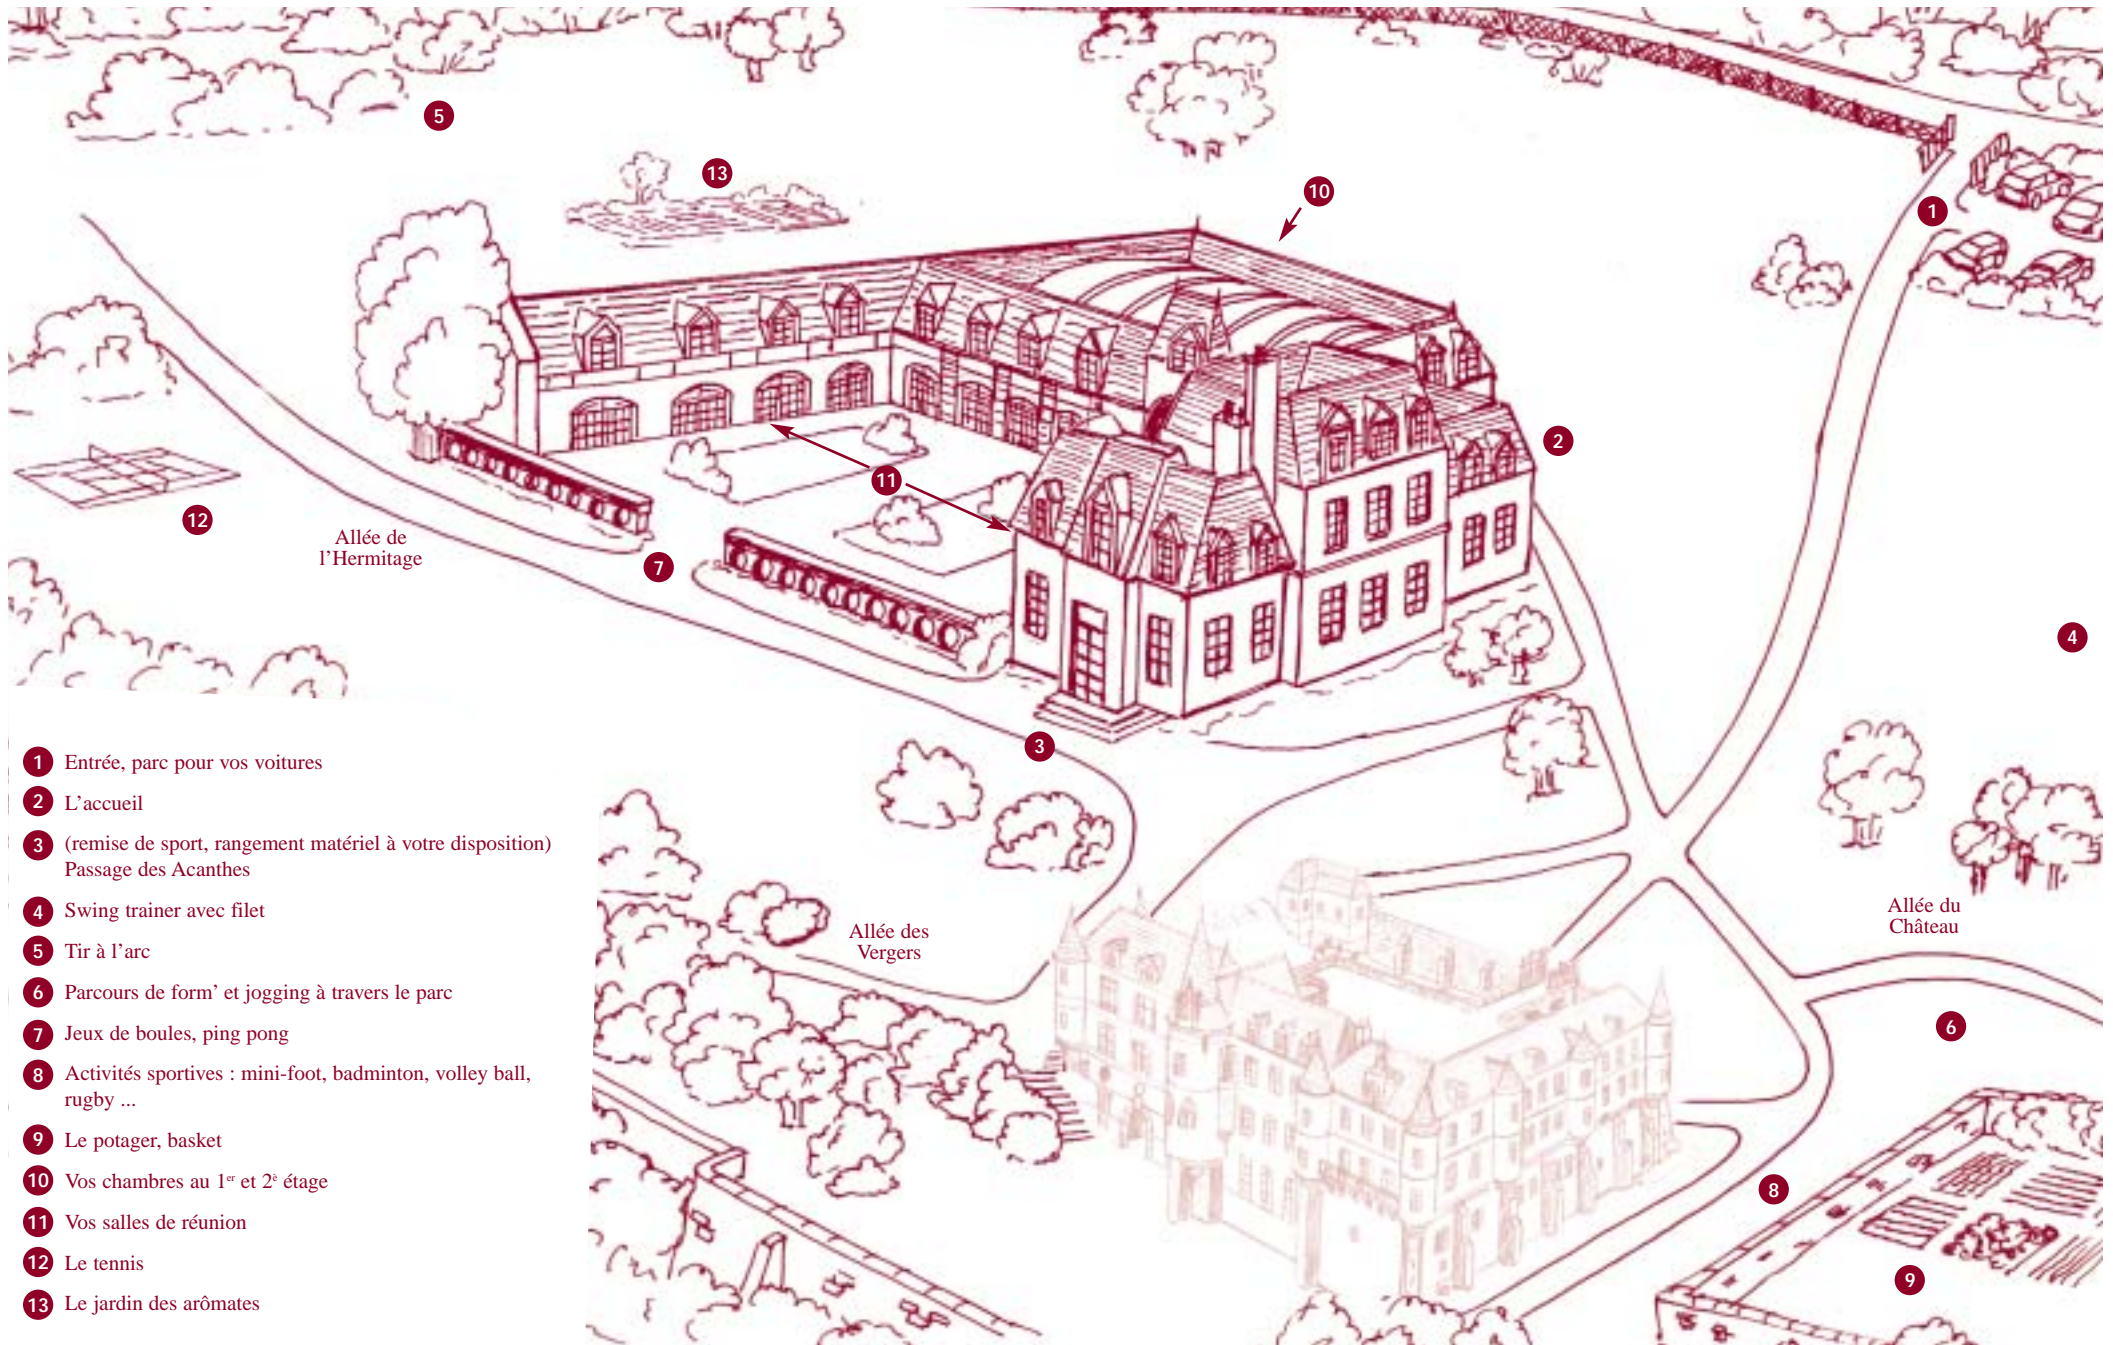 5
13
10
1
2
11
12
Allée de
l'Hermitage
7
4
3
1 Entrée, parc pour vos voitures
2 L'accueil
3 (remise de sport, rangement matériel à votre disposition)
Passage des Acanthes
4 Swing trainer avec filet
5 Tir à l'arc
6 Parcours de form' et jogging à travers le parc
7 Jeux de boules, ping pong
8 Activités sportives : mini-foot, badminton, volley ball,
rugby ...
9 Le potager, basket
10 Vos chambres au 1er et 2è étage
11 Vos salles de réunion
12 Le tennis
13 Le jardin des arômates
Allée des
Vergers
Allée du
Château
6
8
9